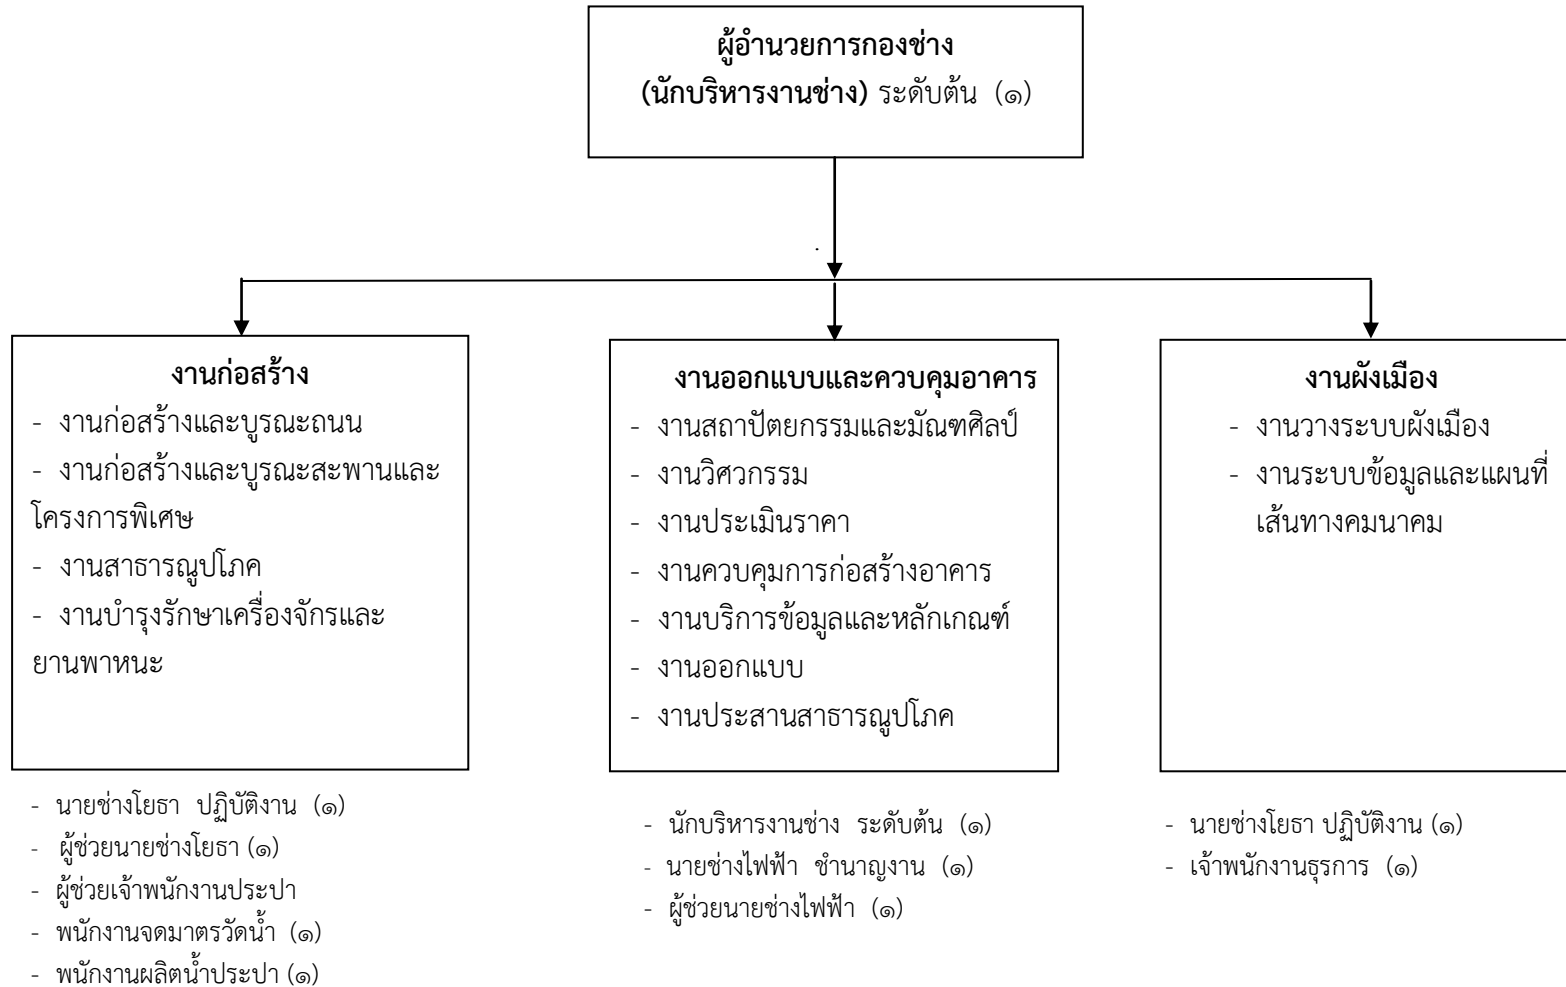 ผู้อำนวยการกองช่าง
(นักบริหารงานช่าง) ระดับต้น (๑)
งานก่อสร้าง
- งานก่อสร้างและบูรณะถนน
- งานก่อสร้างและบูรณะสะพานและ
โครงการพิเศษ
- งานสาธารณูปโภค
- งานบำรุงรักษาเครื่องจักรและ
ยานพาหนะ
- นายช่างโยธา ปฏิบัติงาน (๑)
- ผู้ช่วยนายช่างโยธา (๑)
- ผู้ช่วยเจ้าพนักงานประปา
- พนักงานจดมาตรวัดน้ำ (๑)
- พนักงานผลิตน้ำประปา (๑)
งานออกแบบและควบคุมอาคาร
- งานสถาปัตยกรรมและมัณฑศิลป์
- งานวิศวกรรม
- งานประเมินราคา
- งานควบคุมการก่อสร้างอาคาร
- งานบริการข้อมูลและหลักเกณฑ์
- งานออกแบบ
- งานประสานสาธารณูปโภค
- นักบริหารงานช่าง ระดับต้น (๑)
- นายช่างไฟฟ้า ชำนาญงาน (๑)
- ผู้ช่วยนายช่างไฟฟ้า (๑)
งานผังเมือง
- งานวางระบบผังเมือง
- งานระบบข้อมูลและแผนที่
เส้นทางคมนาคม
- นายช่างโยธา ปฏิบัติงาน (๑)
- เจ้าพนักงานธุรการ (๑)